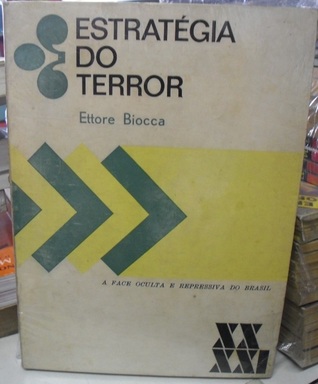 ESTRATÉGIA
DO
TERROR
Ettore Biocca
A FACE OCULTA E REPRESSIVA DO BRASIL
XX
XXI